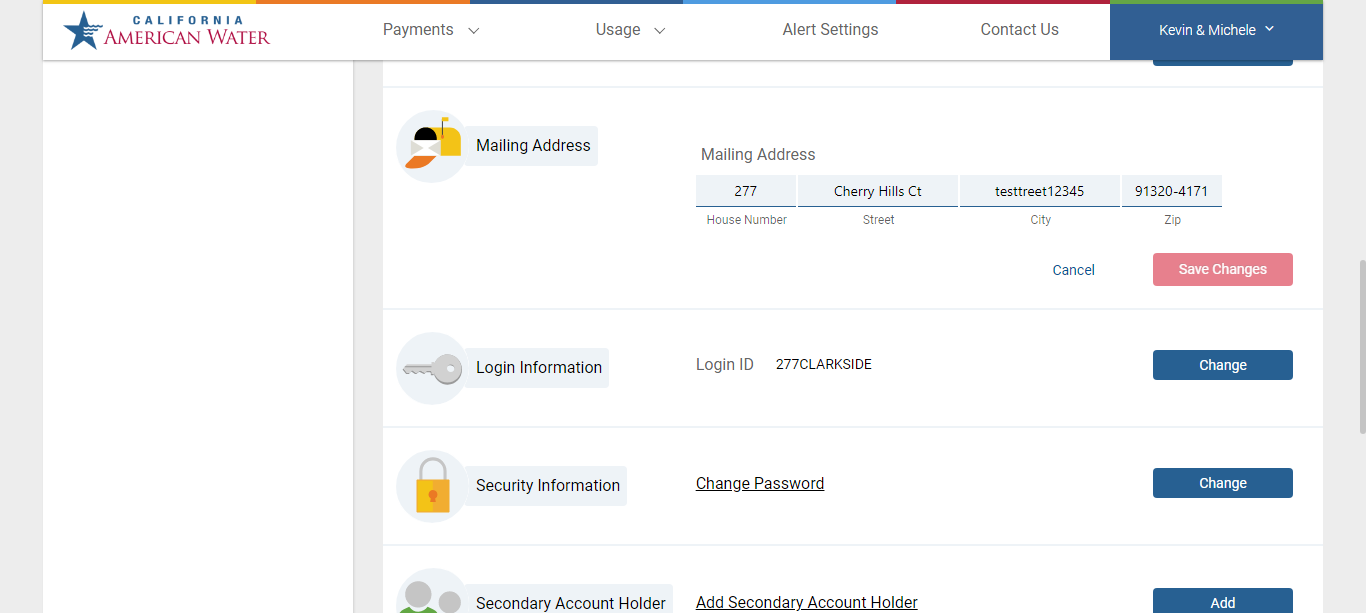 CALIFORNIA
AMERICAN WATER
Payments
Usage
Alert Settings
Contact Us
Kevin & Michele
Mailing Address
Mailing Address
277 Cherry Hills Ct testtreet12345 91320-4171
House Number Street City Zip
Cancel Save Changes
Login Information
Login ID 277CLARKSIDE
Change
Security Information
Change Password
Change
Secondary Account Holder
Add Secondary Account Holder
Add